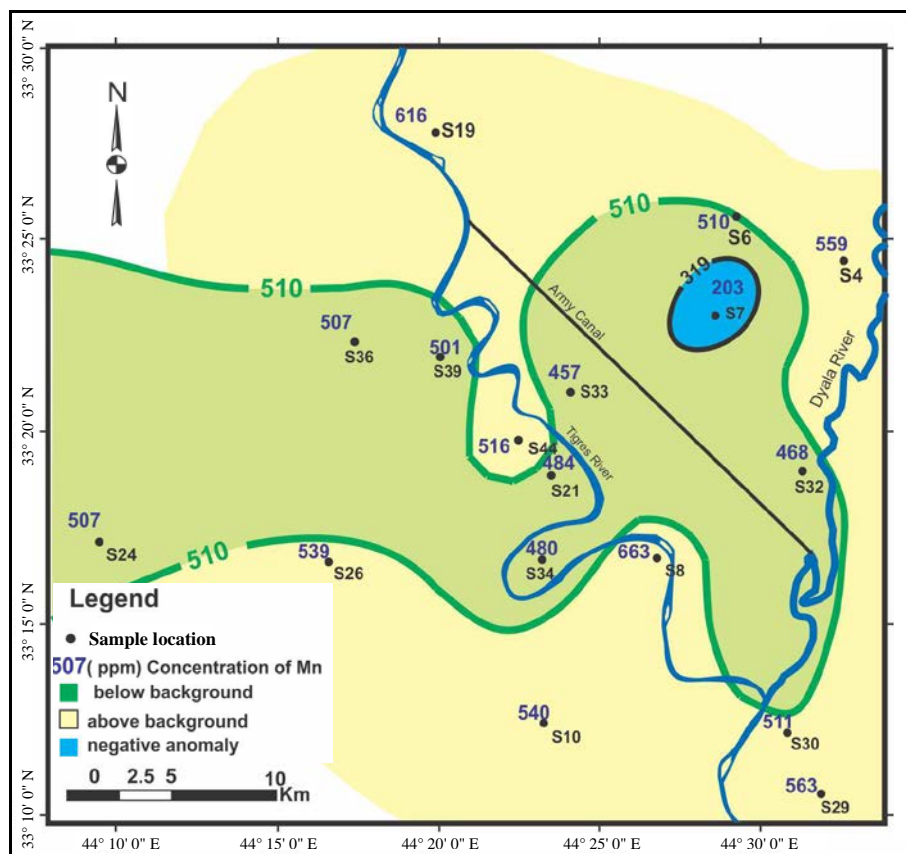 33° 30' 0" N
33° 25' 0" N
33° 20' 0" N
33° 15' 0" N
33° 10' 0" N
N
616
S19
510
510
S6
559
S4
319
203
S7
510
507
S36
501
S39
Army Canal
Dyala River
457
S33
516
S44
Tigres River
484
S21
468
S32
507
S24
510
539
S26
480
S34
663
S8
540
S10
511
S30
563
S29
Legend
Sample location
507( ppm) Concentration of Mn
below background
above background
negative anomaly
0 2.5 5 10
Km
44° 10' 0" E 44° 15' 0" E 44° 20' 0" E 44° 25' 0" E 44° 30' 0" E